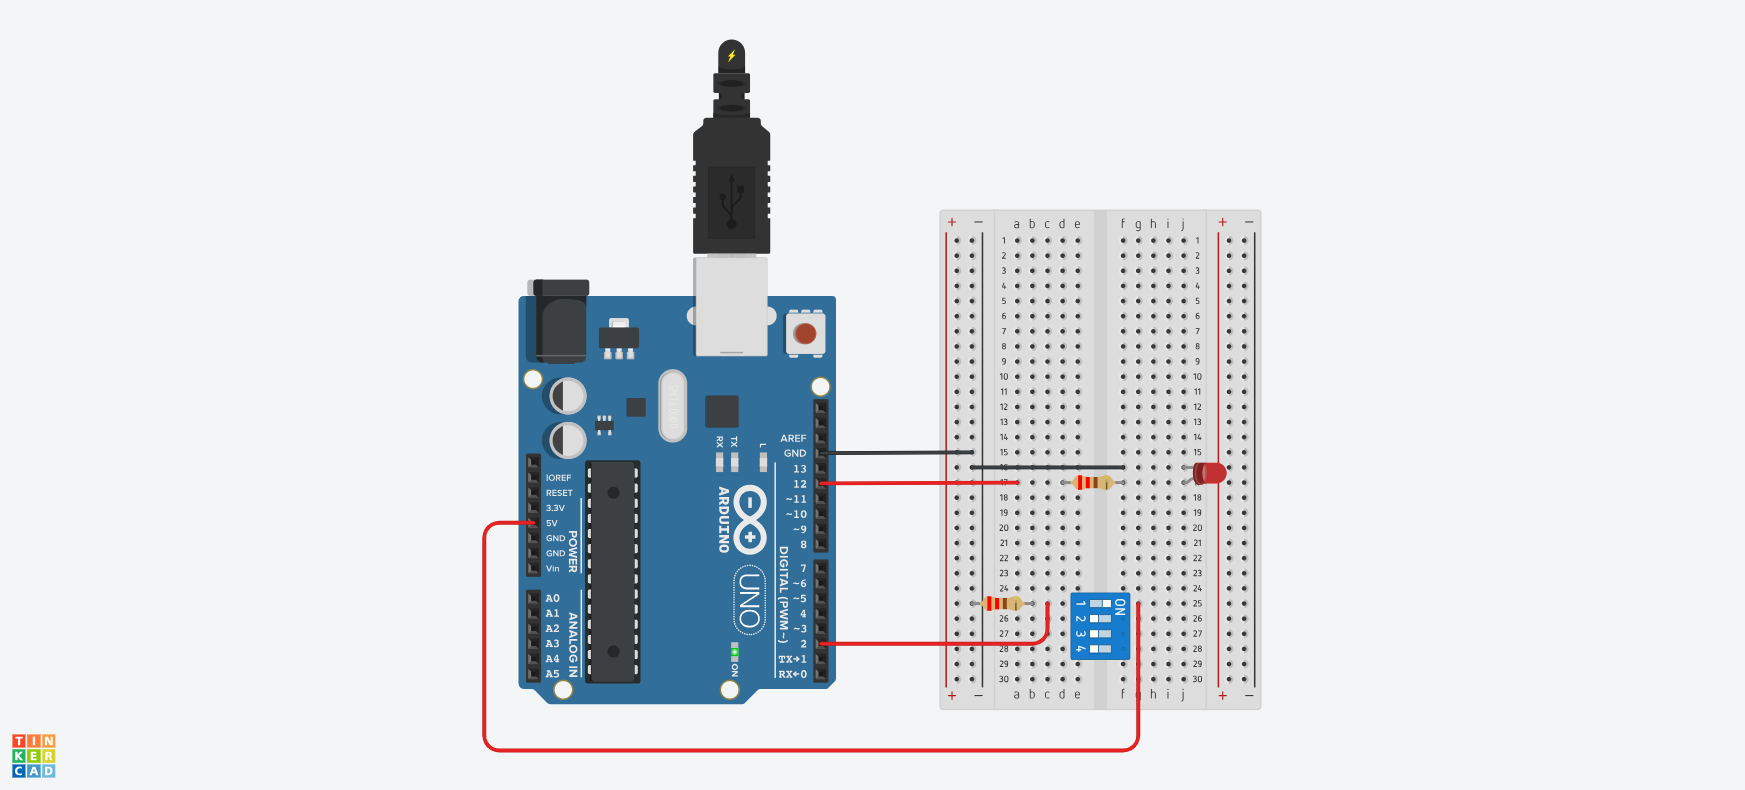 + − a b c d e f g h i j + −
1 1
2 2
3 3
4 4
5 5
6 6
7 7
8 8
9 9
10 10
11 11
12 12
13 13
14 14
15 15
16
17
18 18
19 19
20 20
21 21
22 22
23 23
24 24
25 25
26 26
27 27
28 28
29 29
30 30
+ − a b c d e f g h i j + −
ON
1
2
3
4
RX
TX
L
AREF
GND
13
12
~11
~10
~9
8
7
~6
~5
4
~3
2
TX→1
RX←0
DIGITAL (PWM~)
ARDUINO
UNO
ON
IOREF
RESET
3.3V
5V
GND
GND
Vin
POWER
A0
A1
A2
A3
A4
A5
ANALOG IN
TIN
KER
CAD